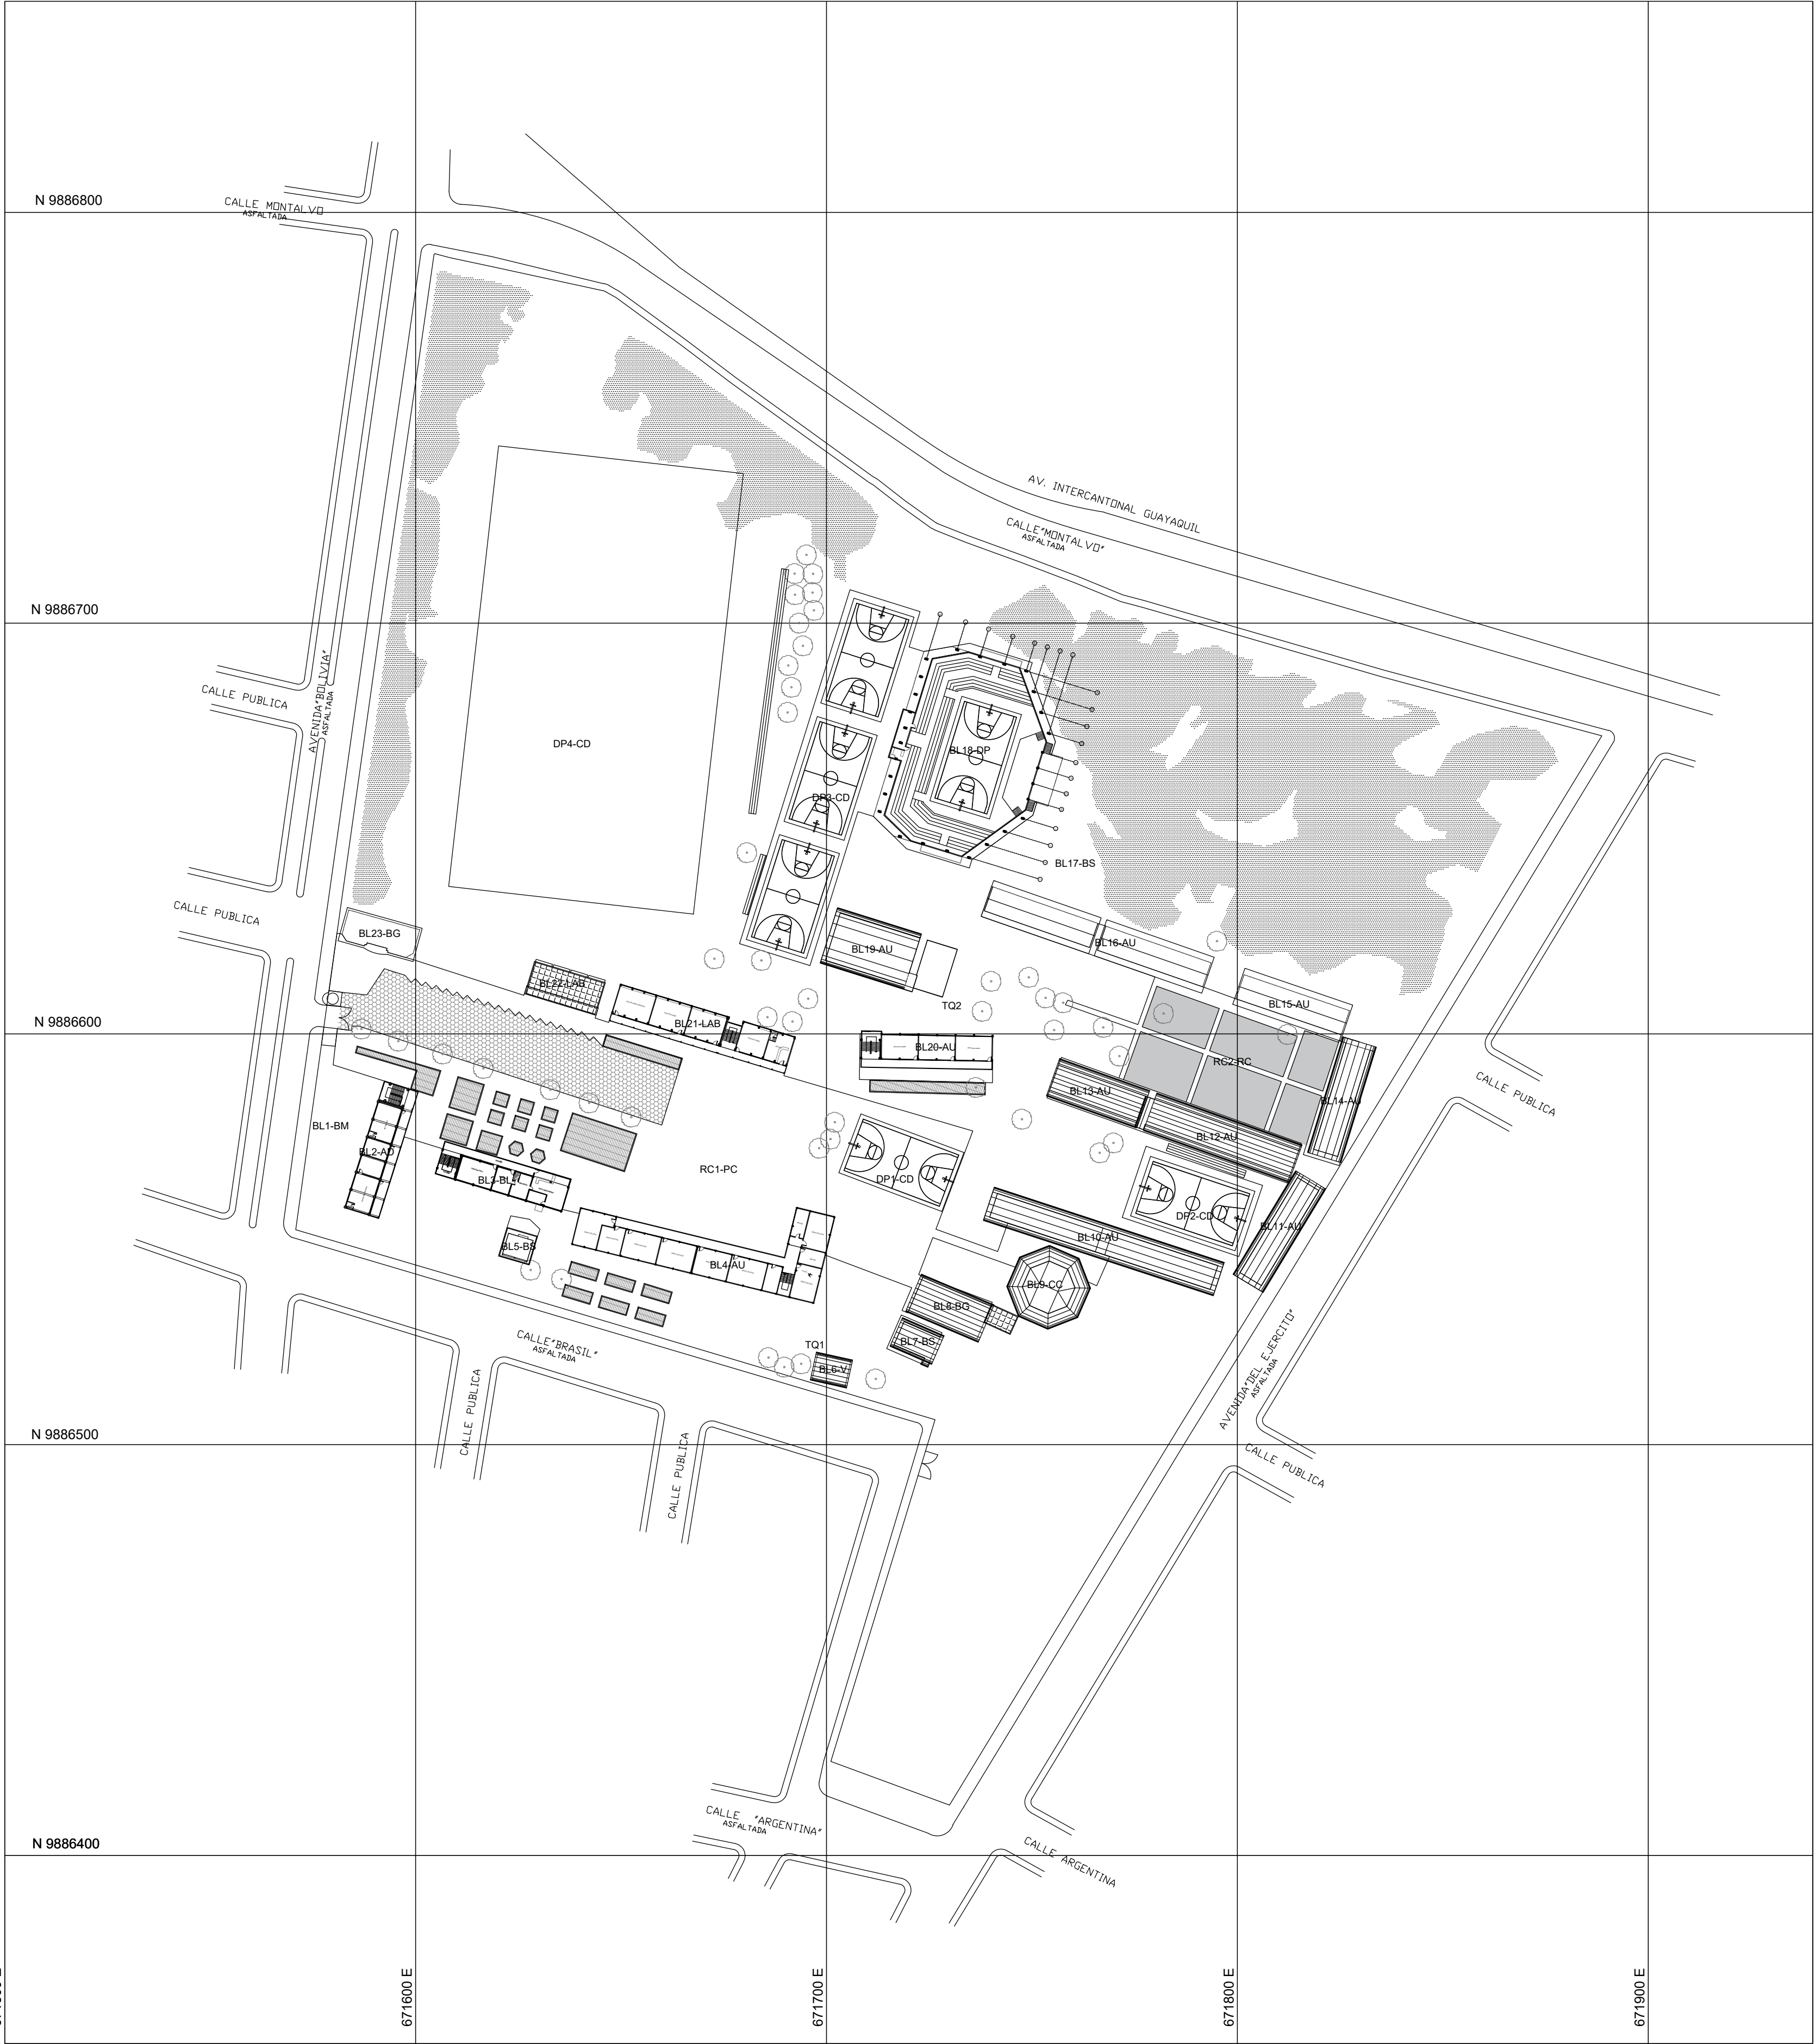 N 9886800
CALLE MONTALVO
ASFALTADA
AV. INTERCANTONAL GUAYAQUIL
CALLE"MONTALVO"
ASFALTADA
N 9886700
AVENIDA"BOLIVIA"
ASFALTADA
CALLE PUBLICA
DP4-CD
BL18-DP
DP3-CD
BL17-BS
CALLE PUBLICA
BL23-BG
BL19-AU
BL16-AU
BL22-LAB
TQ2
BL15-AU
N 9886600
BL21-LAB
BL20-AU
RC2-RC
BL13-AU
BL14-AU
CALLE PUBLICA
BL1-BM
BL2-AD
BL12-AU
RC1-PC
BL3-BL
DP1-CD
DP2-CD
BL11-AU
BL10-AU
BL5-BS
BL4-AU
BL9-CC
BL8-BG
CALLE"BRASIL"
ASFALTADA
TQ1
BL7-BS
BL6-V
AVENIDA"DEL EJERCITO"
ASFALTADA
CALLE PUBLICA
CALLE PUBLICA
N 9886500
CALLE PUBLICA
CALLE "ARGENTINA"
ASFALTADA
N 9886400
CALLE ARGENTINA
671600 E
671700 E
671800 E
671900 E